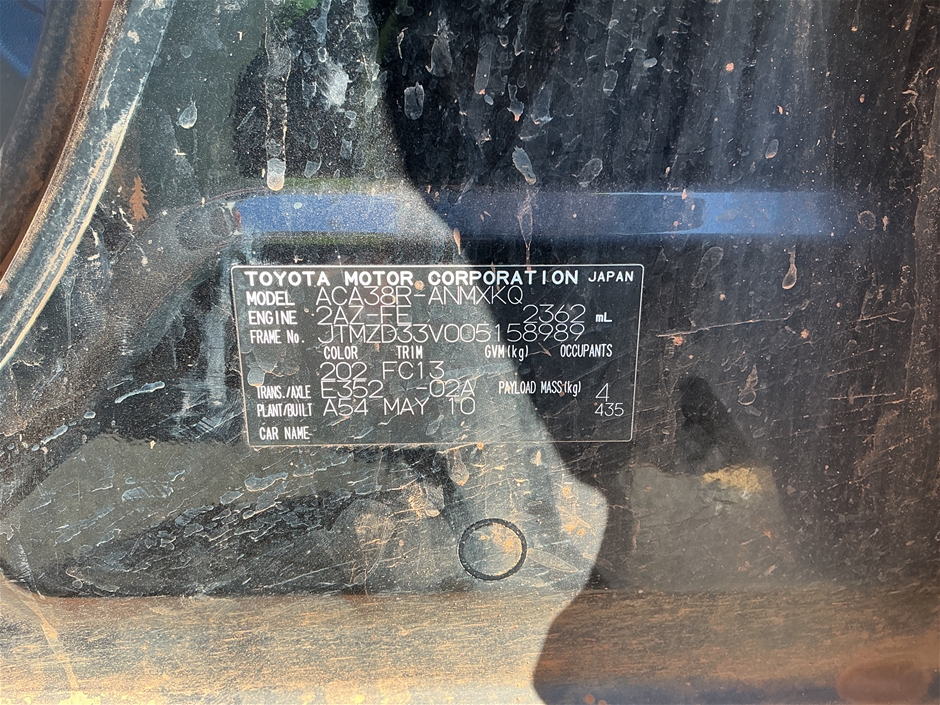 TOYOTA MOTOR CORPORATION JAPAN
MODEL ACA38R-ANMXKQ
ENGINE 2AZ-FE 2362 mL
FRAME No. JTMZD33V005158989
COLOR TRIM GVM(kg) OCCUPANTS
202 FC13
TRANS./AXLE E352 -02A PAYLOAD MASS(kg) 4
PLANT/BUILT A54 MAY 10 435
CAR NAME